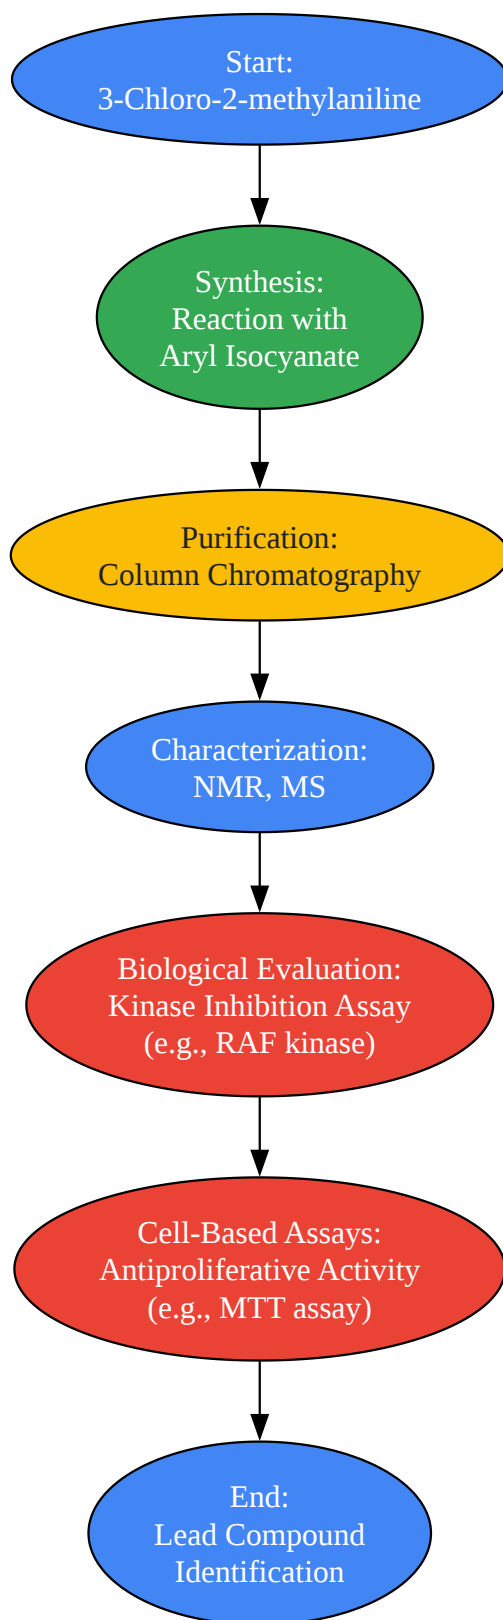 Start:
3-Chloro-2-methylaniline
Synthesis:
Reaction with
Aryl Isocyanate
Purification:
Column Chromatography
Characterization:
NMR, MS
Biological Evaluation:
Kinase Inhibition Assay
(e.g., RAF kinase)
Cell-Based Assays:
Antiproliferative Activity
(e.g., MTT assay)
End:
Lead Compound
Identification